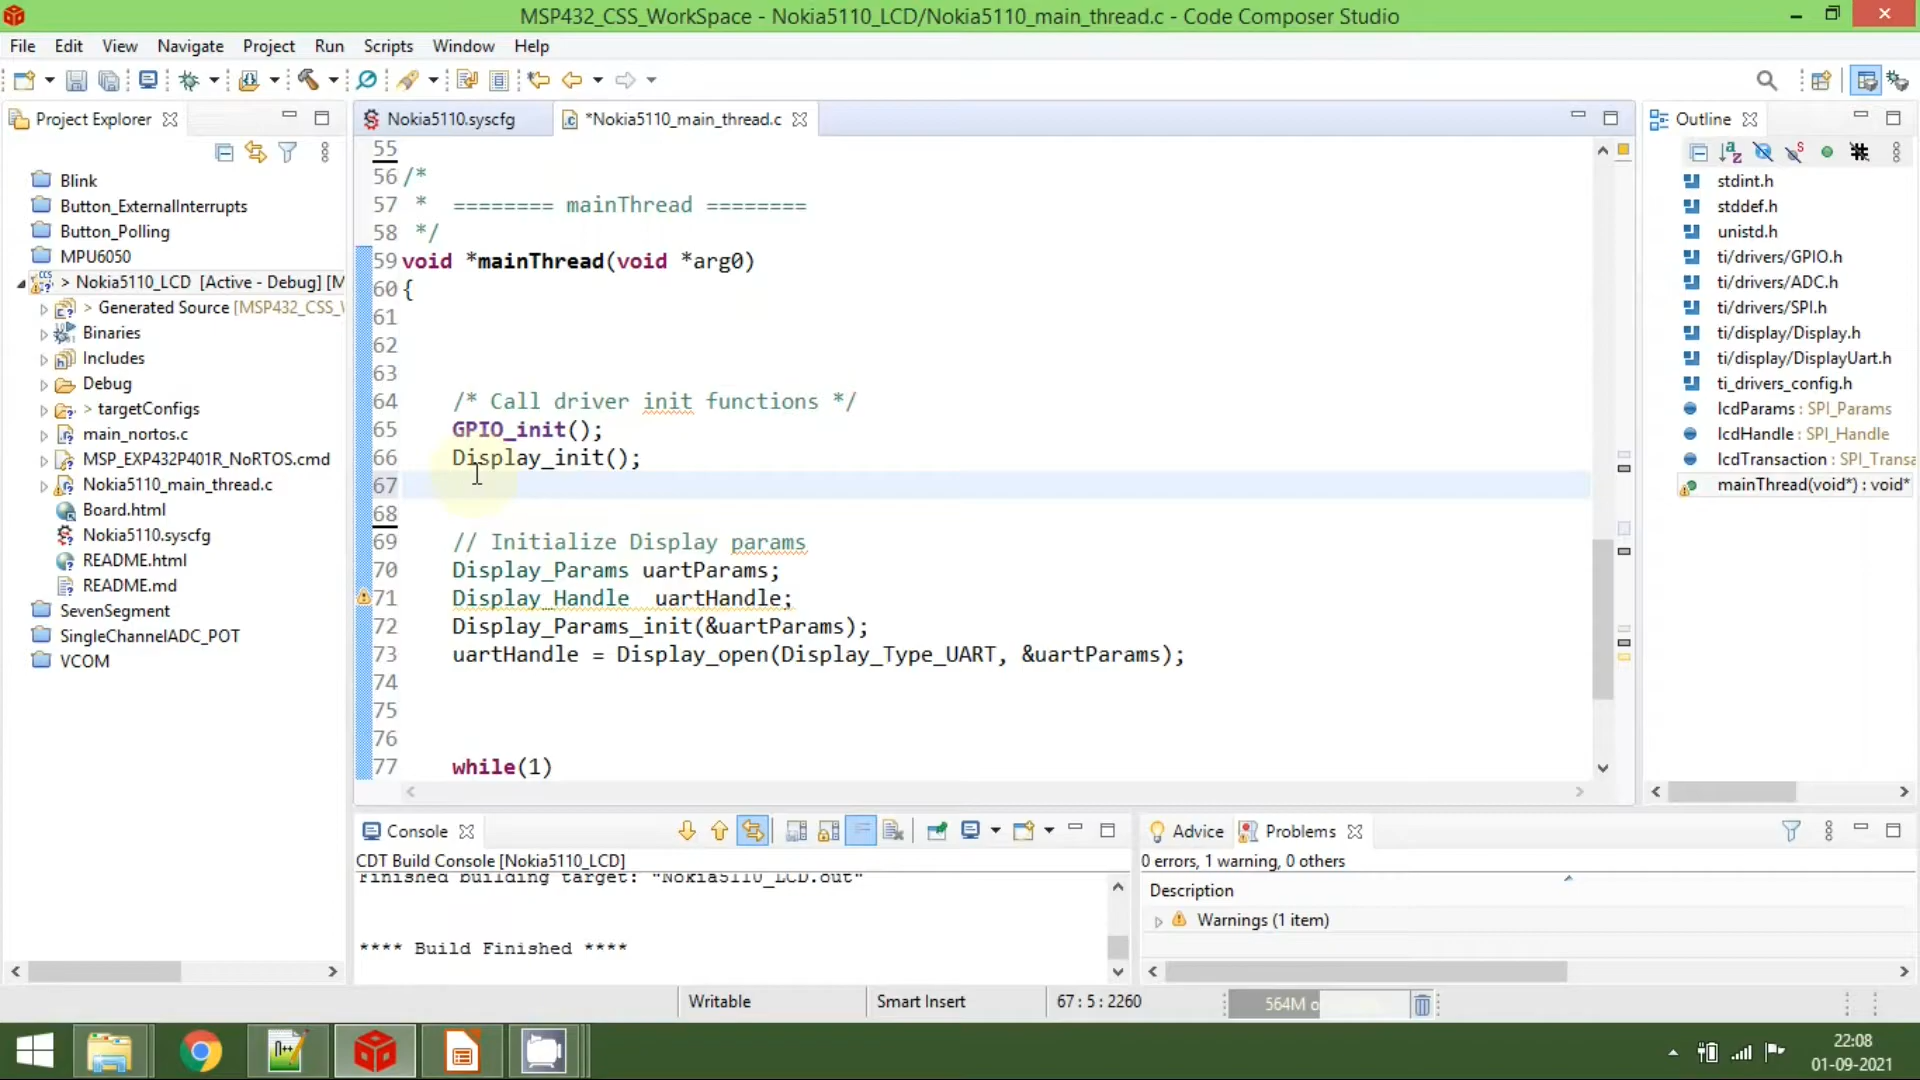 MSP432_CSS_WorkSpace - Nokia5110_LCD/Nokia5110_main_thread.c - Code Composer Studio
File Edit View Navigate Project Run Scripts Window Help
Project Explorer
Nokia5110.syscfg
*Nokia5110_main_thread.c
Outline
Blink
Button_ExternalInterrupts
Button_Polling
MPU6050
> Nokia5110_LCD [Active - Debug] [M
> Generated Source [MSP432_CSS_
Binaries
Includes
Debug
> targetConfigs
main_nortos.c
MSP_EXP432P401R_NoRTOS.cmd
Nokia5110_main_thread.c
Board.html
Nokia5110.syscfg
README.html
README.md
SevenSegment
SingleChannelADC_POT
VCOM
55
56 /*
57 * ======== mainThread ========
58 */
59 void *mainThread(void *arg0)
60 {
61
62
63
64 /* Call driver init functions */
65 GPIO_init();
66 Display_init();
67
68
69 // Initialize Display params
70 Display_Params uartParams;
71 Display_Handle uartHandle;
72 Display_Params_init(&uartParams);
73 uartHandle = Display_open(Display_Type_UART, &uartParams);
74
75
76
77 while(1)
stdint.h
stddef.h
unistd.h
ti/drivers/GPIO.h
ti/drivers/ADC.h
ti/drivers/SPI.h
ti/display/Display.h
ti/display/DisplayUart.h
ti_drivers_config.h
lcdParams : SPI_Params
lcdHandle : SPI_Handle
lcdTransaction : SPI_Transa
mainThread(void*) : void*
Console
CDT Build Console [Nokia5110_LCD]
Finished building target: "Nokia5110_LCD.out"
**** Build Finished ****
Advice
Problems
0 errors, 1 warning, 0 others
Description
Warnings (1 item)
Writable
Smart Insert
67 : 5 : 2260
564M o
22:08
01-09-2021